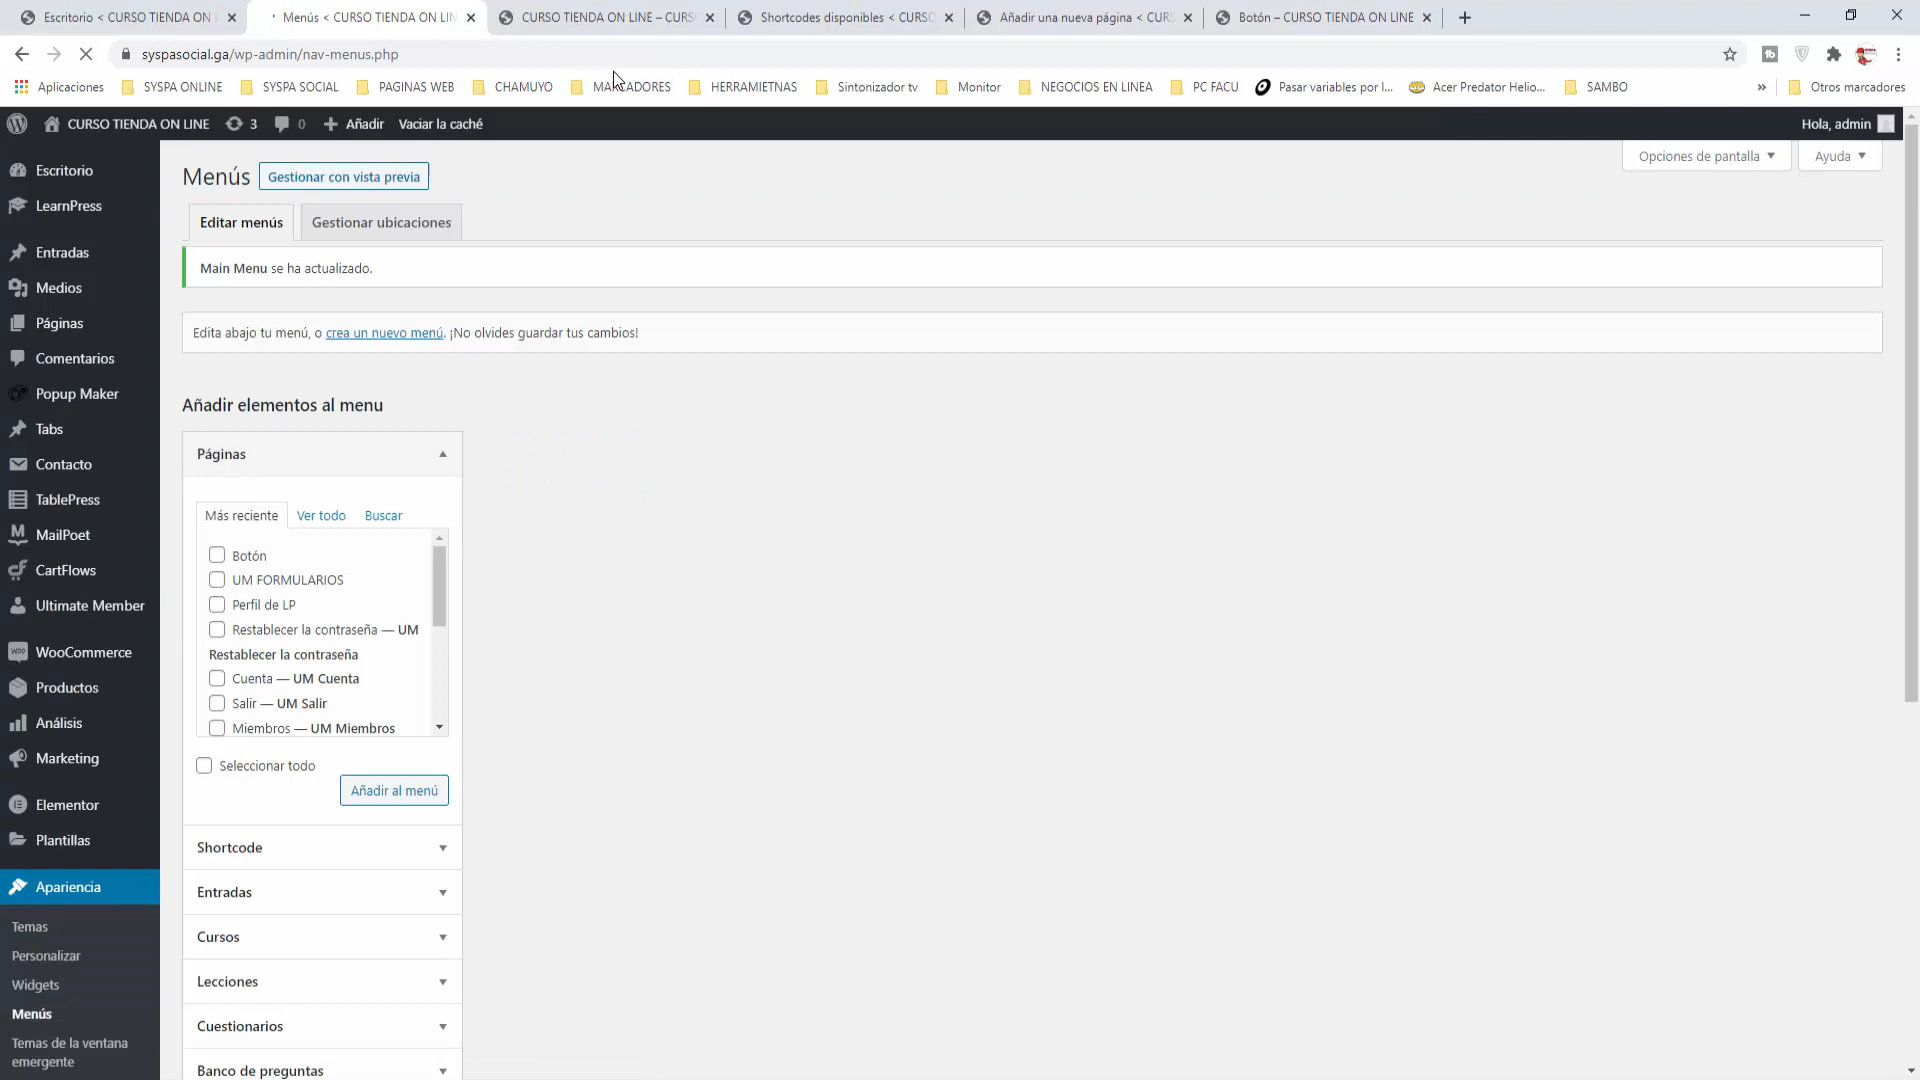 Escritorio < CURSO TIENDA ON
Menús < CURSO TIENDA ON LIN
CURSO TIENDA ON LINE – CURS
Shortcodes disponibles < CURSO
Añadir una nueva página < CUR
Botón – CURSO TIENDA ON LINE
syspasocial.ga/wp-admin/nav-menus.php
Aplicaciones
SYSPA ONLINE
SYSPA SOCIAL
PAGINAS WEB
CHAMUYO
HERRAMIETNAS
Sintonizador tv
Monitor
NEGOCIOS EN LINEA
PC FACU
Pasar variables por l...
Acer Predator Helio...
SAMBO
»
Otros marcadores
CURSO TIENDA ON LINE
3
0
Añadir
Vaciar la caché
Hola, admin
Escritorio
LearnPress
Entradas
Medios
Páginas
Comentarios
Popup Maker
Tabs
Contacto
TablePress
MailPoet
CartFlows
Ultimate Member
WooCommerce
Productos
Análisis
Marketing
Elementor
Plantillas
Apariencia
Temas
Personalizar
Widgets
Menús
Temas de la ventana
emergente
Opciones de pantalla
Ayuda
Menús
Gestionar con vista previa
Editar menús
Gestionar ubicaciones
Main Menu se ha actualizado.
Edita abajo tu menú, o crea un nuevo menú. ¡No olvides guardar tus cambios!
Añadir elementos al menu
Páginas
Más reciente
Ver todo
Buscar
Botón
UM FORMULARIOS
Perfil de LP
Restablecer la contraseña — UM
Restablecer la contraseña
Cuenta — UM Cuenta
Salir — UM Salir
Miembros — UM Miembros
Seleccionar todo
Añadir al menú
Shortcode
Entradas
Cursos
Lecciones
Cuestionarios
Banco de preguntas